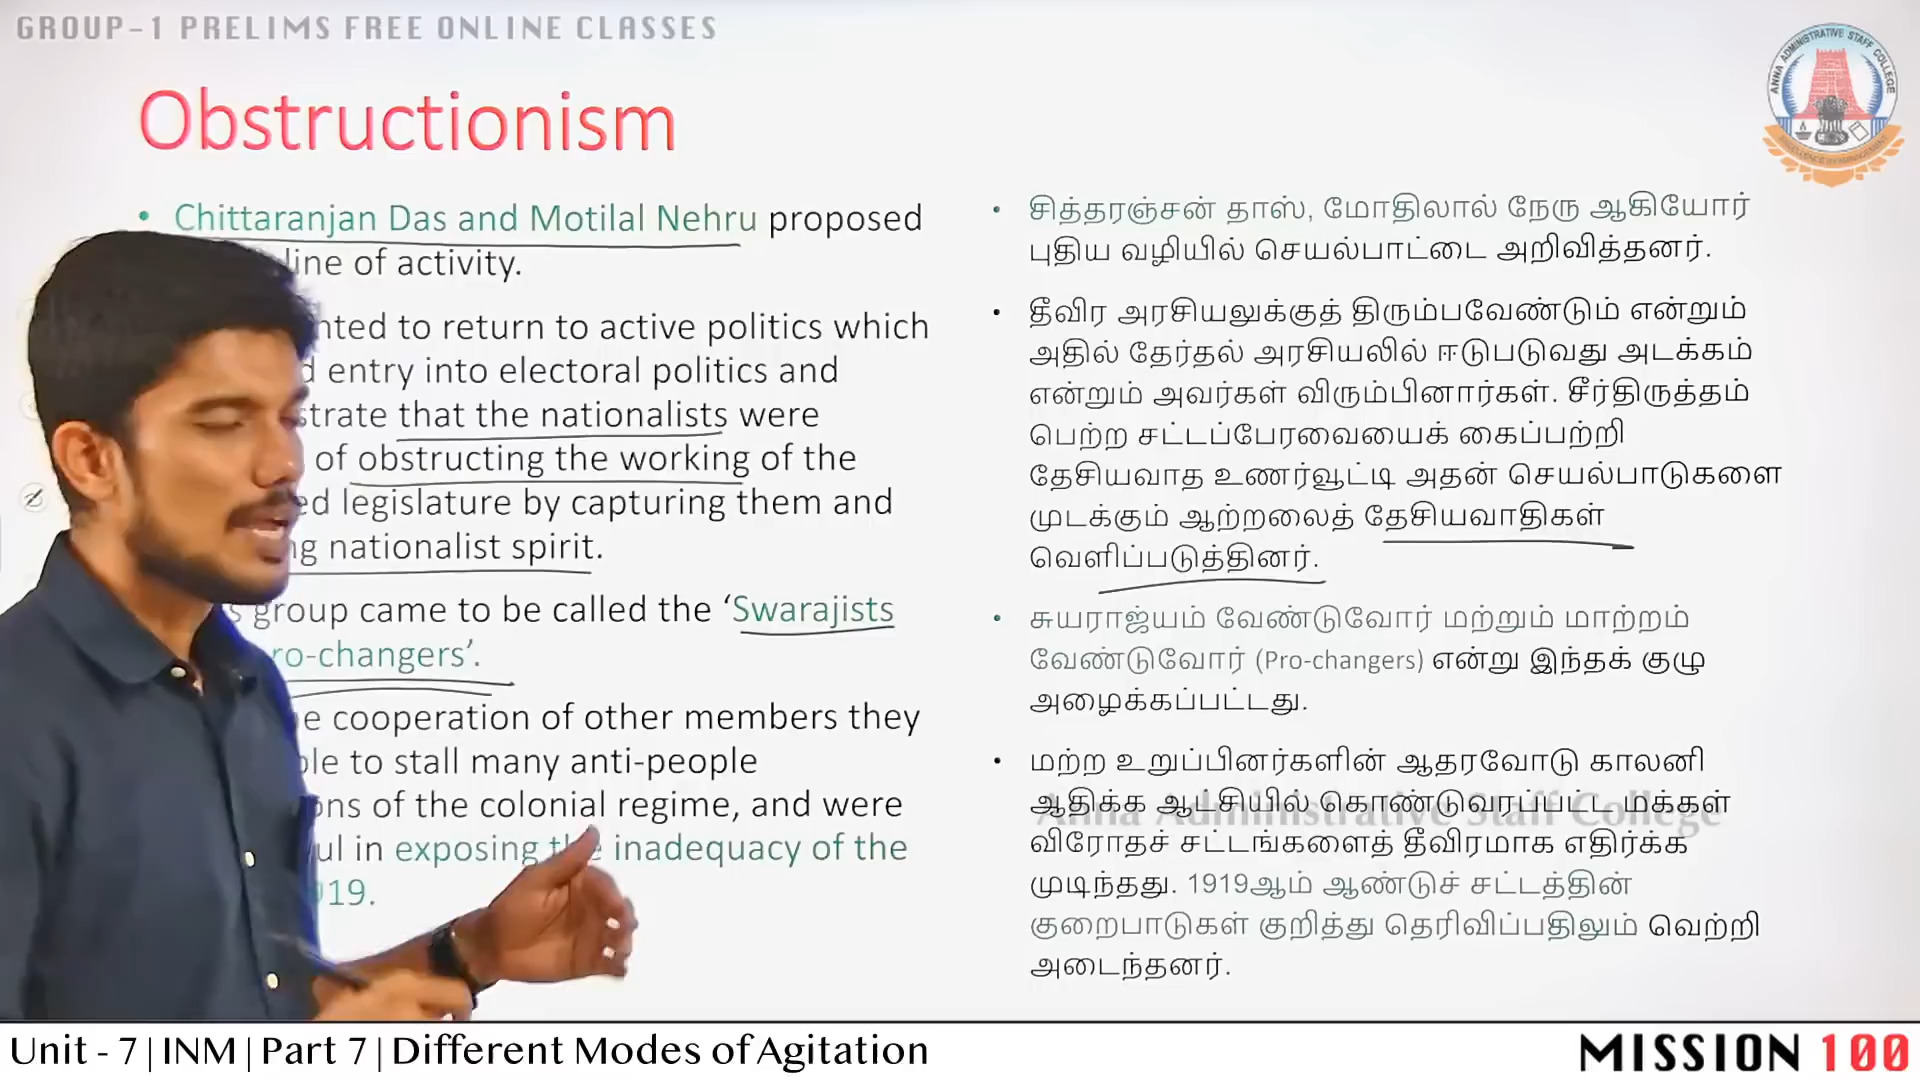 GROUP-1 PRELIMS FREE ONLINE CLASSES
ANNA ADMINISTRATIVE STAFF COLLEGE
Obstructionism
• Chittaranjan Das and Motilal Nehru proposed
line of activity.
to return to active politics which
entry into electoral politics and
that the nationalists were
of obstructing the working of the
legislature by capturing them and
nationalist spirit.
group came to be called the ‘Swarajists
ro-changers’.
cooperation of other members they
to stall many anti-people
of the colonial regime, and were
in exposing the inadequacy of the
19.
• சித்தரஞ்சன் தாஸ், மோதிலால் நேரு ஆகியோர்
புதிய வழியில் செயல்பாட்டை அறிவித்தனர்.
• தீவிர அரசியலுக்குத் திரும்பவேண்டும் என்றும்
அதில் தேர்தல் அரசியலில் ஈடுபடுவது அடக்கம்
என்றும் அவர்கள் விரும்பினார்கள். சீர்திருத்தம்
பெற்ற சட்டப்பேரவையைக் கைப்பற்றி
தேசியவாத உணர்வூட்டி அதன் செயல்பாடுகளை
முடக்கும் ஆற்றலைத் தேசியவாதிகள்
வெளிப்படுத்தினர்.
• சுயராஜ்யம் வேண்டுவோர் மற்றும் மாற்றம்
வேண்டுவோர் (Pro-changers) என்று இந்தக் குழு
அழைக்கப்பட்டது.
• மற்ற உறுப்பினர்களின் ஆதரவோடு காலனி
ஆதிக்க ஆட்சியில் கொண்டுவரப்பட்ட மக்கள்
Anna Administrative Staff College
விரோதச் சட்டங்களைத் தீவிரமாக எதிர்க்க
முடிந்தது. 1919ஆம் ஆண்டுச் சட்டத்தின்
குறைபாடுகள் குறித்து தெரிவிப்பதிலும் வெற்றி
அடைந்தனர்.
Unit - 7 | INM | Part 7 | Different Modes of Agitation
MISSION 100